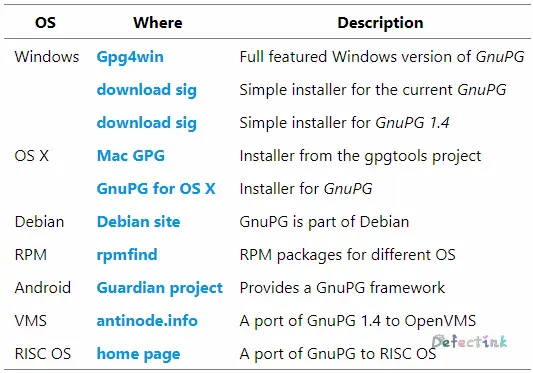 OS Where Description
Windows Gpg4win Full featured Windows version of GnuPG
download sig Simple installer for the current GnuPG
download sig Simple installer for GnuPG 1.4
OS X Mac GPG Installer from the gpgtools project
GnuPG for OS X Installer for GnuPG
Debian Debian site GnuPG is part of Debian
RPM rpmfind RPM packages for different OS
Android Guardian project Provides a GnuPG framework
VMS antinode.info A port of GnuPG 1.4 to OpenVMS
RISC OS home page A port of GnuPG to RISC OS
Defectink